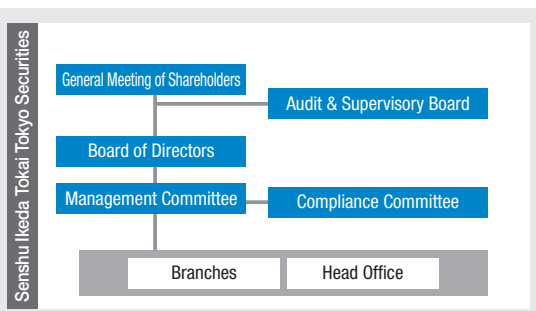 Senshu Ikeda Tokai Tokyo Securities
General Meeting of Shareholders
Audit & Supervisory Board
Board of Directors
Management Committee
Compliance Committee
Branches
Head Office